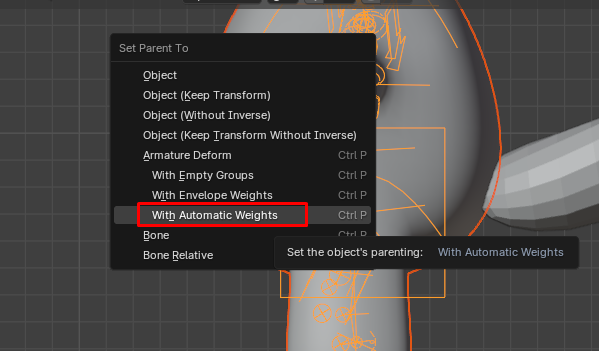 Set Parent To
Object
Object (Keep Transform)
Object (Without Inverse)
Object (Keep Transform Without Inverse)
Armature Deform Ctrl P
With Empty Groups Ctrl P
With Envelope Weights Ctrl P
With Automatic Weights Ctrl P
Bone Ctrl P
Bone Relative
Set the object's parenting: With Automatic Weights